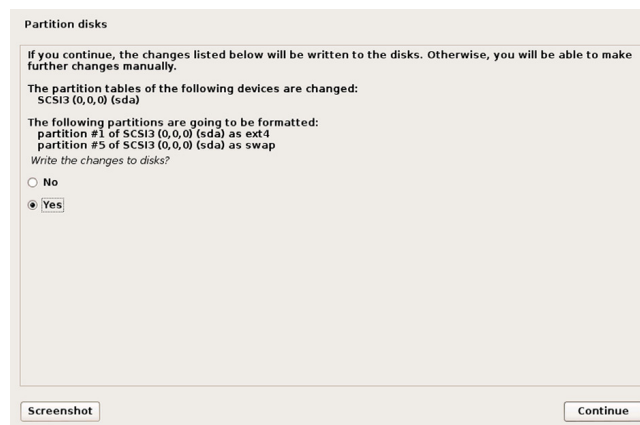 Partition disks
If you continue, the changes listed below will be written to the disks. Otherwise, you will be able to make
further changes manually.
The partition tables of the following devices are changed:
SCSI3 (0,0,0) (sda)
The following partitions are going to be formatted:
partition #1 of SCSI3 (0,0,0) (sda) as ext4
partition #5 of SCSI3 (0,0,0) (sda) as swap
Write the changes to disks?
No
Yes
Screenshot
Continue